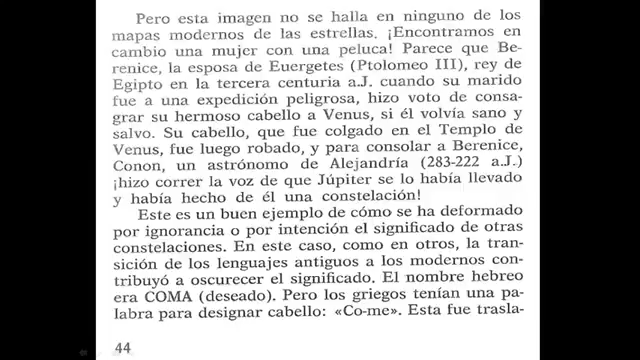 Pero esta imagen no se halla en ninguno de los
mapas modernos de las estrellas. ¡Encontramos en
cambio una mujer con una peluca! Parece que Be-
renice, la esposa de Euergetes (Ptolomeo III), rey de
Egipto en la tercera centuria a.J. cuando su marido
fue a una expedición peligrosa, hizo voto de consa-
grar su hermoso cabello a Venus, si él volvía sano y
salvo. Su cabello, que fue colgado en el Templo de
Venus, fue luego robado, y para consolar a Berenice,
Conon, un astrónomo de Alejandría (283-222 a.J.)
¡hizo correr la voz de que Júpiter se lo había llevado
y había hecho de él una constelación!
Este es un buen ejemplo de cómo se ha deformado
por ignorancia o por intención el significado de otras
constelaciones. En este caso, como en otros, la tran-
sición de los lenguajes antiguos a los modernos con-
tribuyó a oscurecer el significado. El nombre hebreo
era COMA (deseado). Pero los griegos tenían una pa-
labra para designar cabello: «Co-me». Esta fue trasla-
44